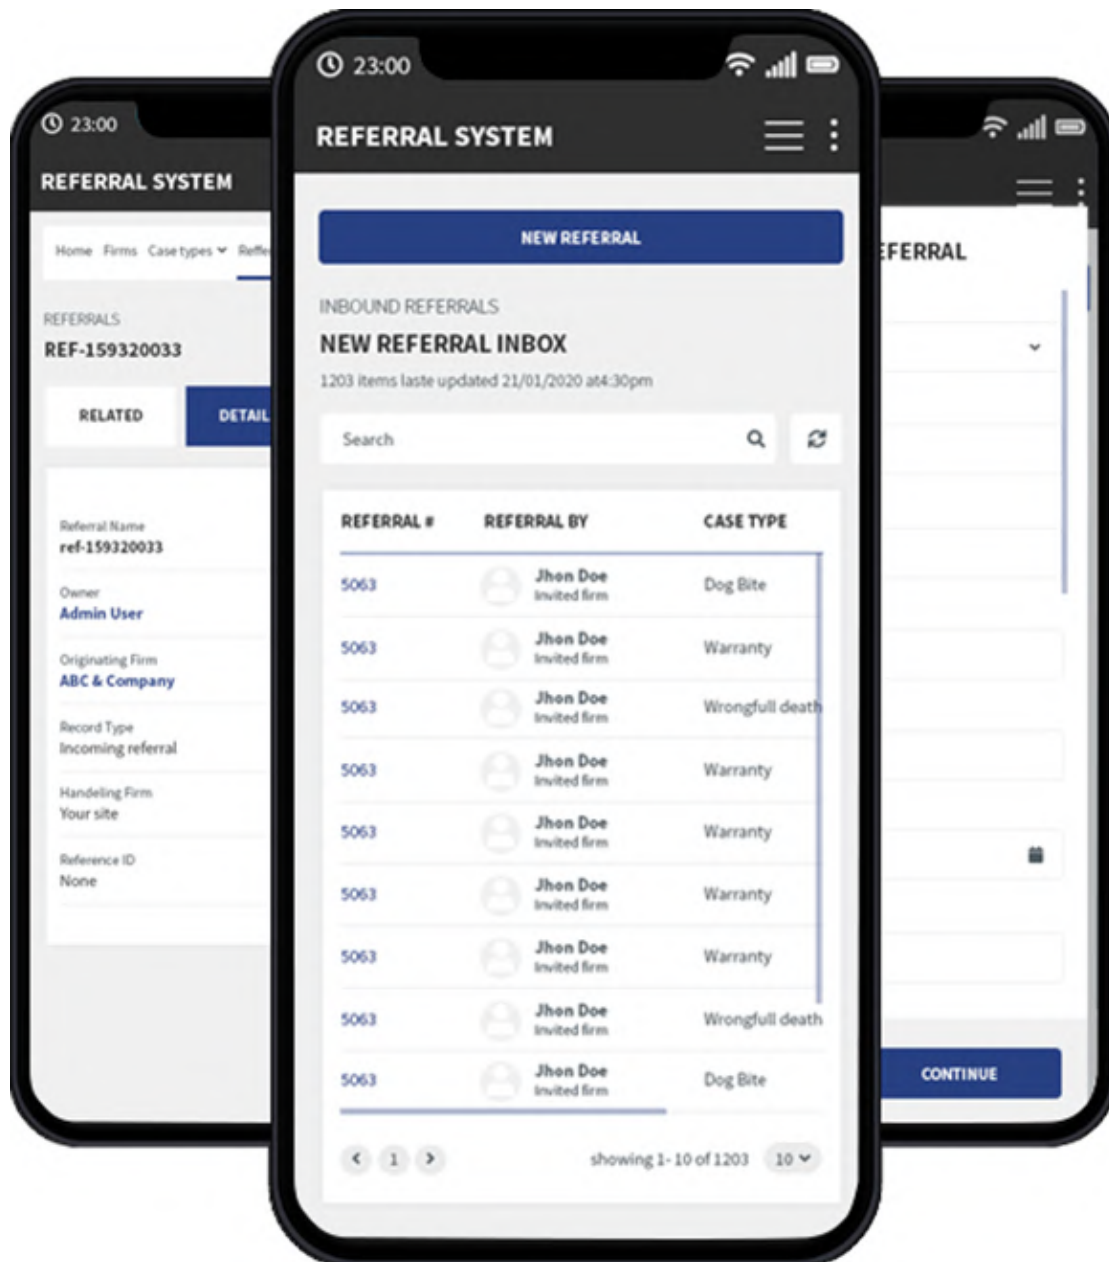 23:00
REFERRAL SYSTEM
Home Firms Case types Reffe
REFERRALS
REF-159320033
RELATED DETAIL
Referral Name
ref-159320033
Owner
Admin User
Originating Firm
ABC & Company
Record Type
Incoming referral
Handeling Firm
Your site
Reference ID
None
23:00
REFERRAL SYSTEM
NEW REFERRAL
INBOUND REFERRALS
NEW REFERRAL INBOX
1203 items laste updated 21/01/2020 at4:30pm
Search
REFERRAL # REFERRAL BY CASE TYPE
5063 Jhon Doe Dog Bite
Invited firm
5063 Jhon Doe Warranty
Invited firm
5063 Jhon Doe Wrongfull death
Invited firm
5063 Jhon Doe Warranty
Invited firm
5063 Jhon Doe Warranty
Invited firm
5063 Jhon Doe Warranty
Invited firm
5063 Jhon Doe Warranty
Invited firm
5063 Jhon Doe Wrongfull death
Invited firm
5063 Jhon Doe Dog Bite
Invited firm
1 showing 1- 10 of 1203 10
EFERRAL
CONTINUE